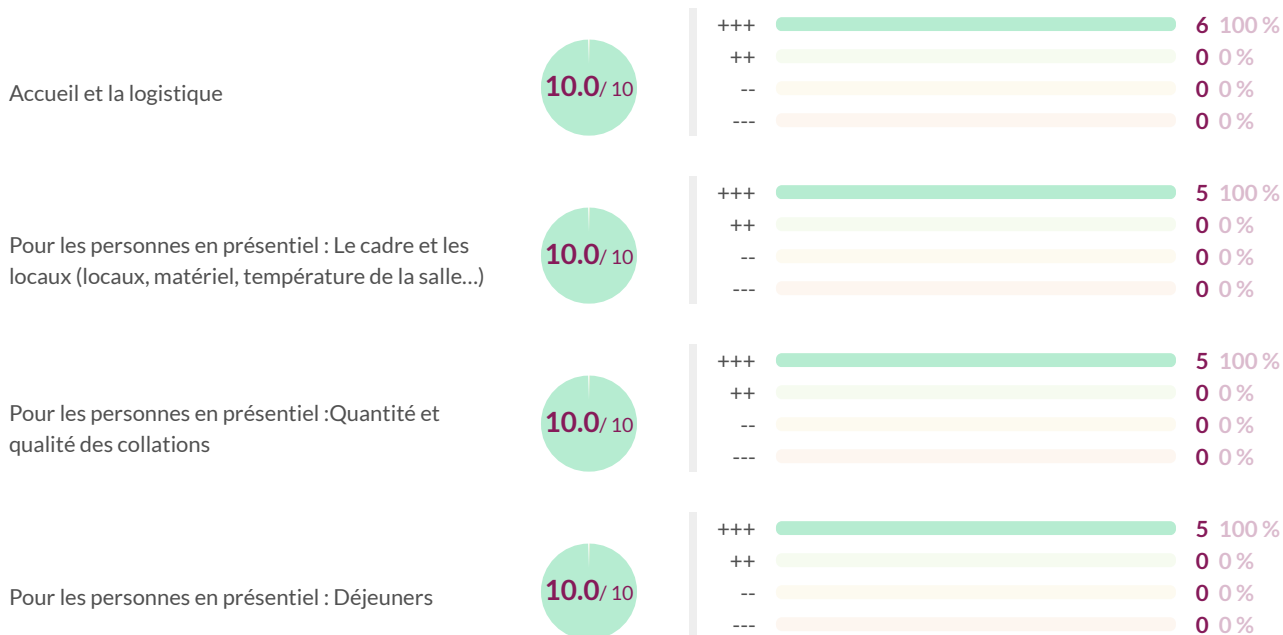 Accueil et la logistique
10.0/ 10
+++ 6 100 %
++ 0 0 %
-- 0 0 %
--- 0 0 %
Pour les personnes en présentiel : Le cadre et les
locaux (locaux, matériel, température de la salle...)
10.0/ 10
+++ 5 100 %
++ 0 0 %
-- 0 0 %
--- 0 0 %
Pour les personnes en présentiel :Quantité et
qualité des collations
10.0/ 10
+++ 5 100 %
++ 0 0 %
-- 0 0 %
--- 0 0 %
Pour les personnes en présentiel : Déjeuners
10.0/ 10
+++ 5 100 %
++ 0 0 %
-- 0 0 %
--- 0 0 %